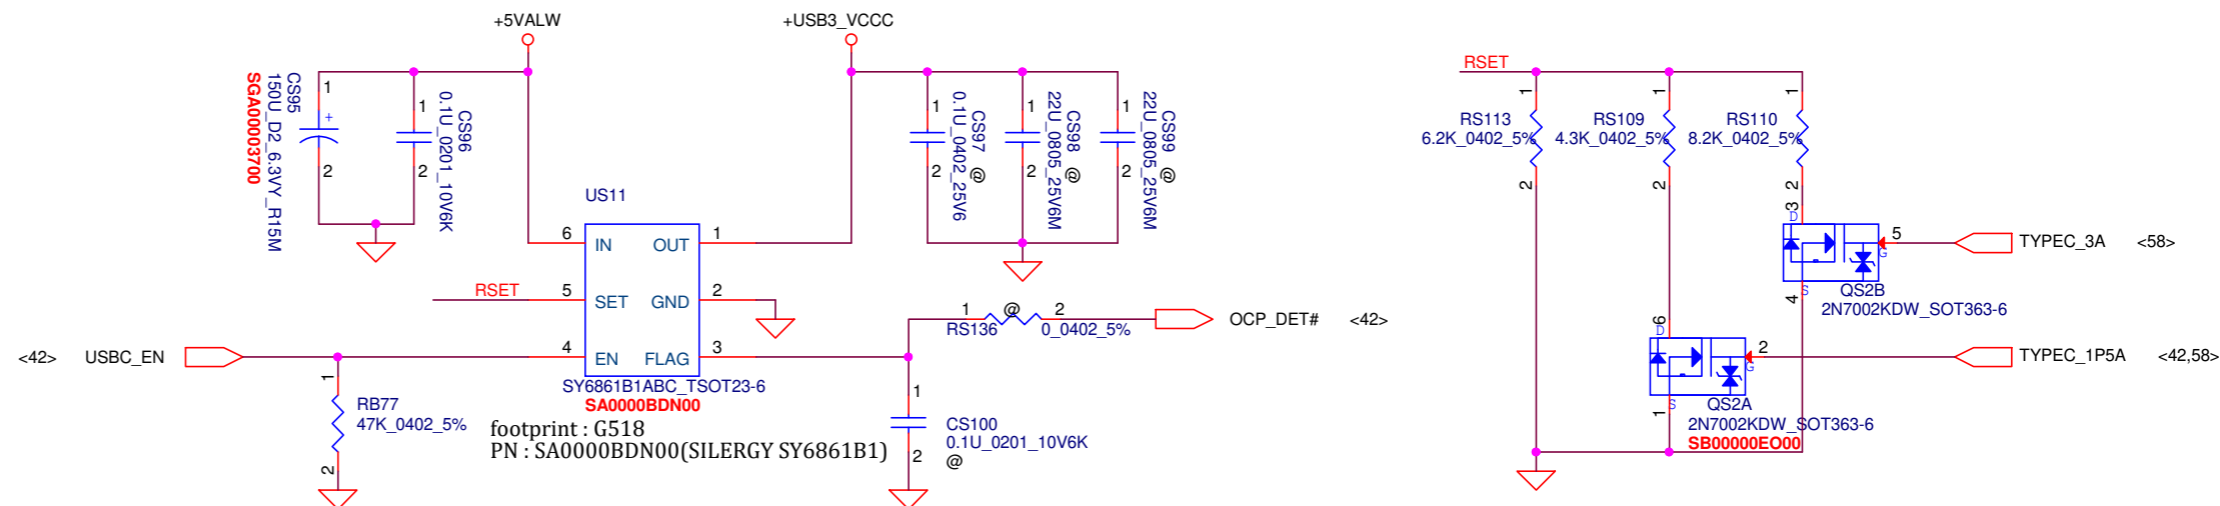 +5VALW
+USB3_VCCC
CS95
150U_D2_6.3VY_R15M
SGA00003700
1
+
2
CS96
0.1U_0201_10V6K
1
2
CS97
0.1U_0402_25V6
@
1
2
CS98
22U_0805_25V6M
@
1
2
CS99
22U_0805_25V6M
@
1
2
US11
6 IN OUT 1
RSET 5 SET GND 2
4 EN FLAG 3
SY6861B1ABC_TSOT23-6
SA0000BDN00
footprint : G518
PN : SA0000BDN00(SILERGY SY6861B1)
<42> USBC_EN
1
RB77
47K_0402_5%
2
1 @ 2
RS136 0_0402_5%
OCP_DET# <42>
1
CS100
0.1U_0201_10V6K
2
@
RSET
1
RS113
6.2K_0402_5%
2
1
RS109
4.3K_0402_5%
2
1
RS110
8.2K_0402_5%
2
3
D
5
G
TYPEC_3A <58>
S
4
QS2B
2N7002KDW_SOT363-6
6
D
2
G
TYPEC_1P5A <42,58>
S
1
QS2A
2N7002KDW_SOT363-6
SB00000EO00